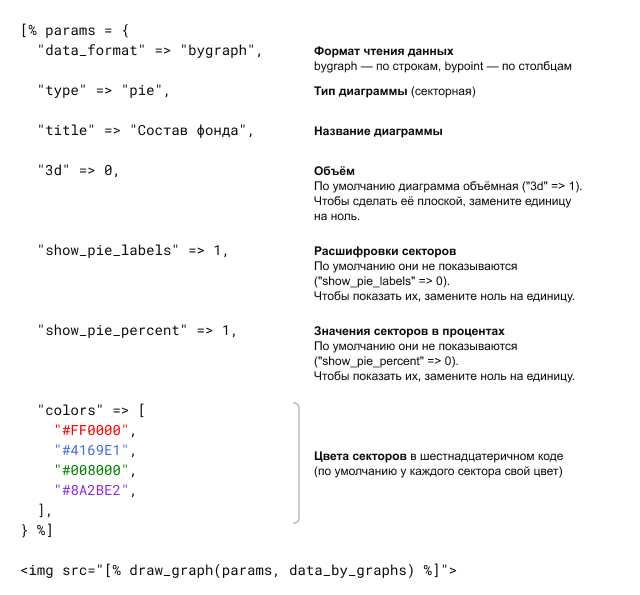 [% params = {
"data_format" => "bygraph",
Формат чтения данных
bygraph — по строкам, bypoint — по столбцам
"type" => "pie",
Тип диаграммы (секторная)
"title" => "Состав фонда",
Название диаграммы
"3d" => 0,
Объём
По умолчанию диаграмма объёмная ("3d" => 1).
Чтобы сделать её плоской, замените единицу
на ноль.
"show_pie_labels" => 1,
Расшифровки секторов
По умолчанию они не показываются
("show_pie_labels" => 0).
Чтобы показать их, замените ноль на единицу.
"show_pie_percent" => 1,
Значения секторов в процентах
По умолчанию они не показываются
("show_pie_percent" => 0).
Чтобы показать их, замените ноль на единицу.
"colors" => [
"#FF0000",
"#4169E1",
"#008000",
"#8A2BE2",
],
} %]
Цвета секторов в шестнадцатеричном коде
(по умолчанию у каждого сектора свой цвет)
<img src="[% draw_graph(params, data_by_graphs) %]">